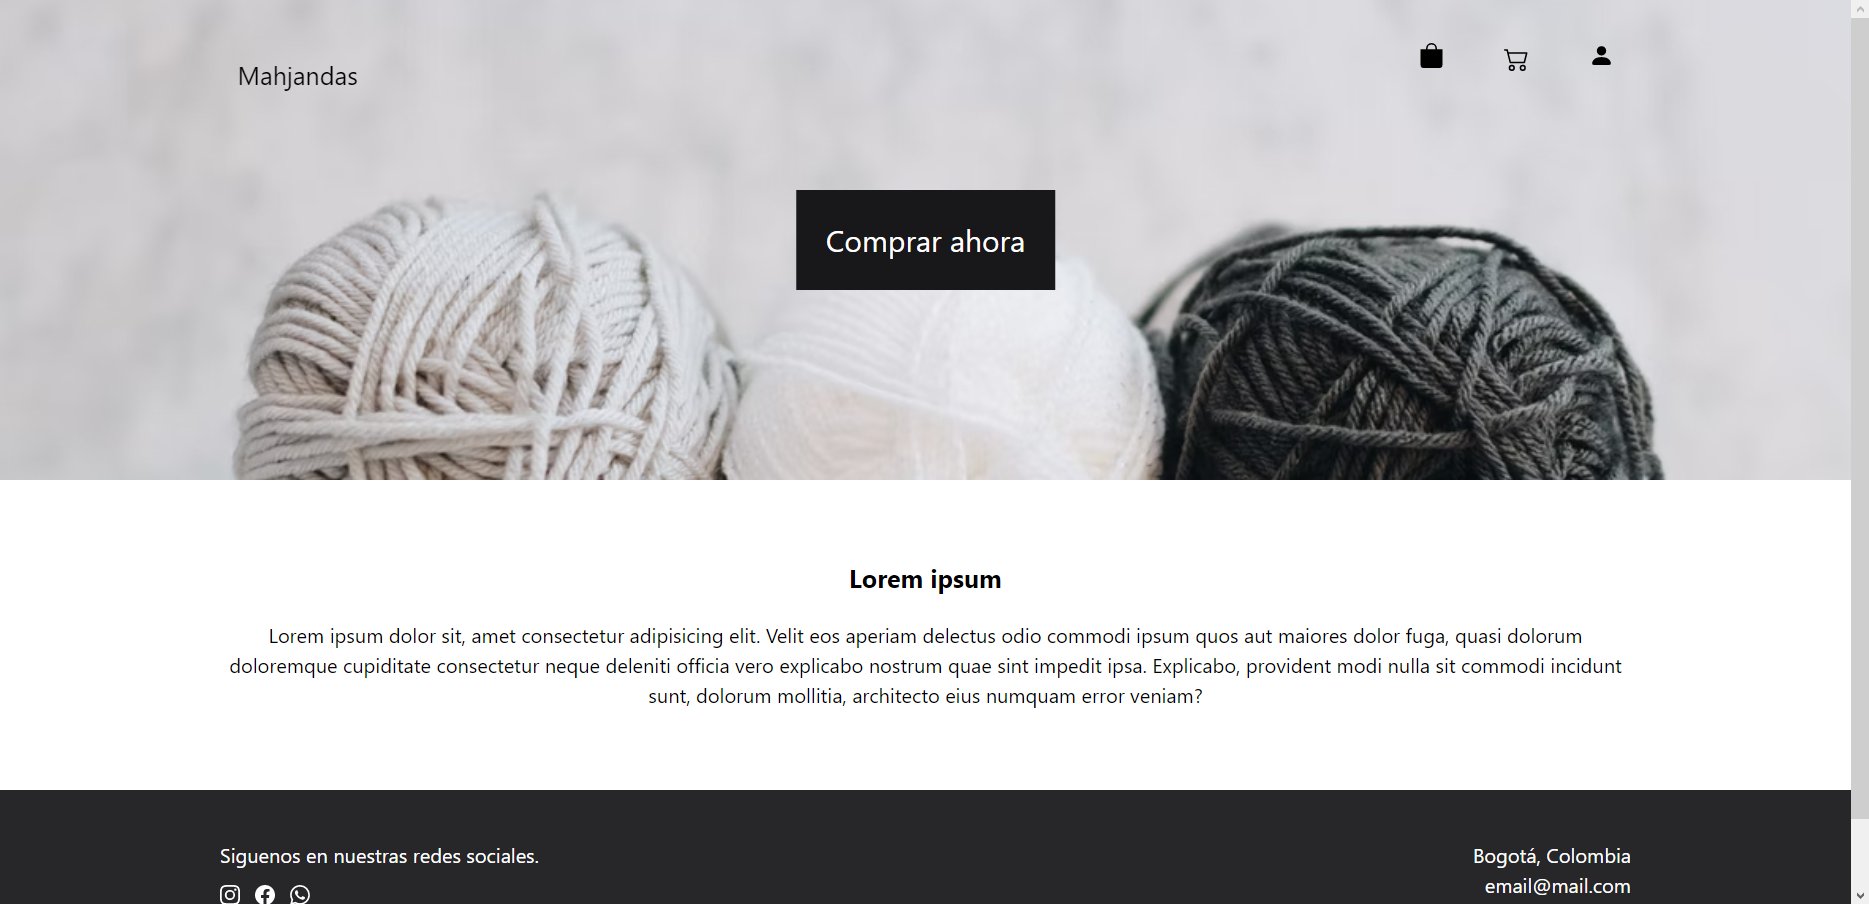 Mahjandas
Comprar ahora
Lorem ipsum
Lorem ipsum dolor sit, amet consectetur adipisicing elit. Velit eos aperiam delectus odio commodi ipsum quos aut maiores dolor fuga, quasi dolorum
doloremque cupiditate consectetur neque deleniti officia vero explicabo nostrum quae sint impedit ipsa. Explicabo, provident modi nulla sit commodi incidunt
sunt, dolorum mollitia, architecto eius numquam error veniam?
Siguenos en nuestras redes sociales.
Bogotá, Colombia
email@mail.com